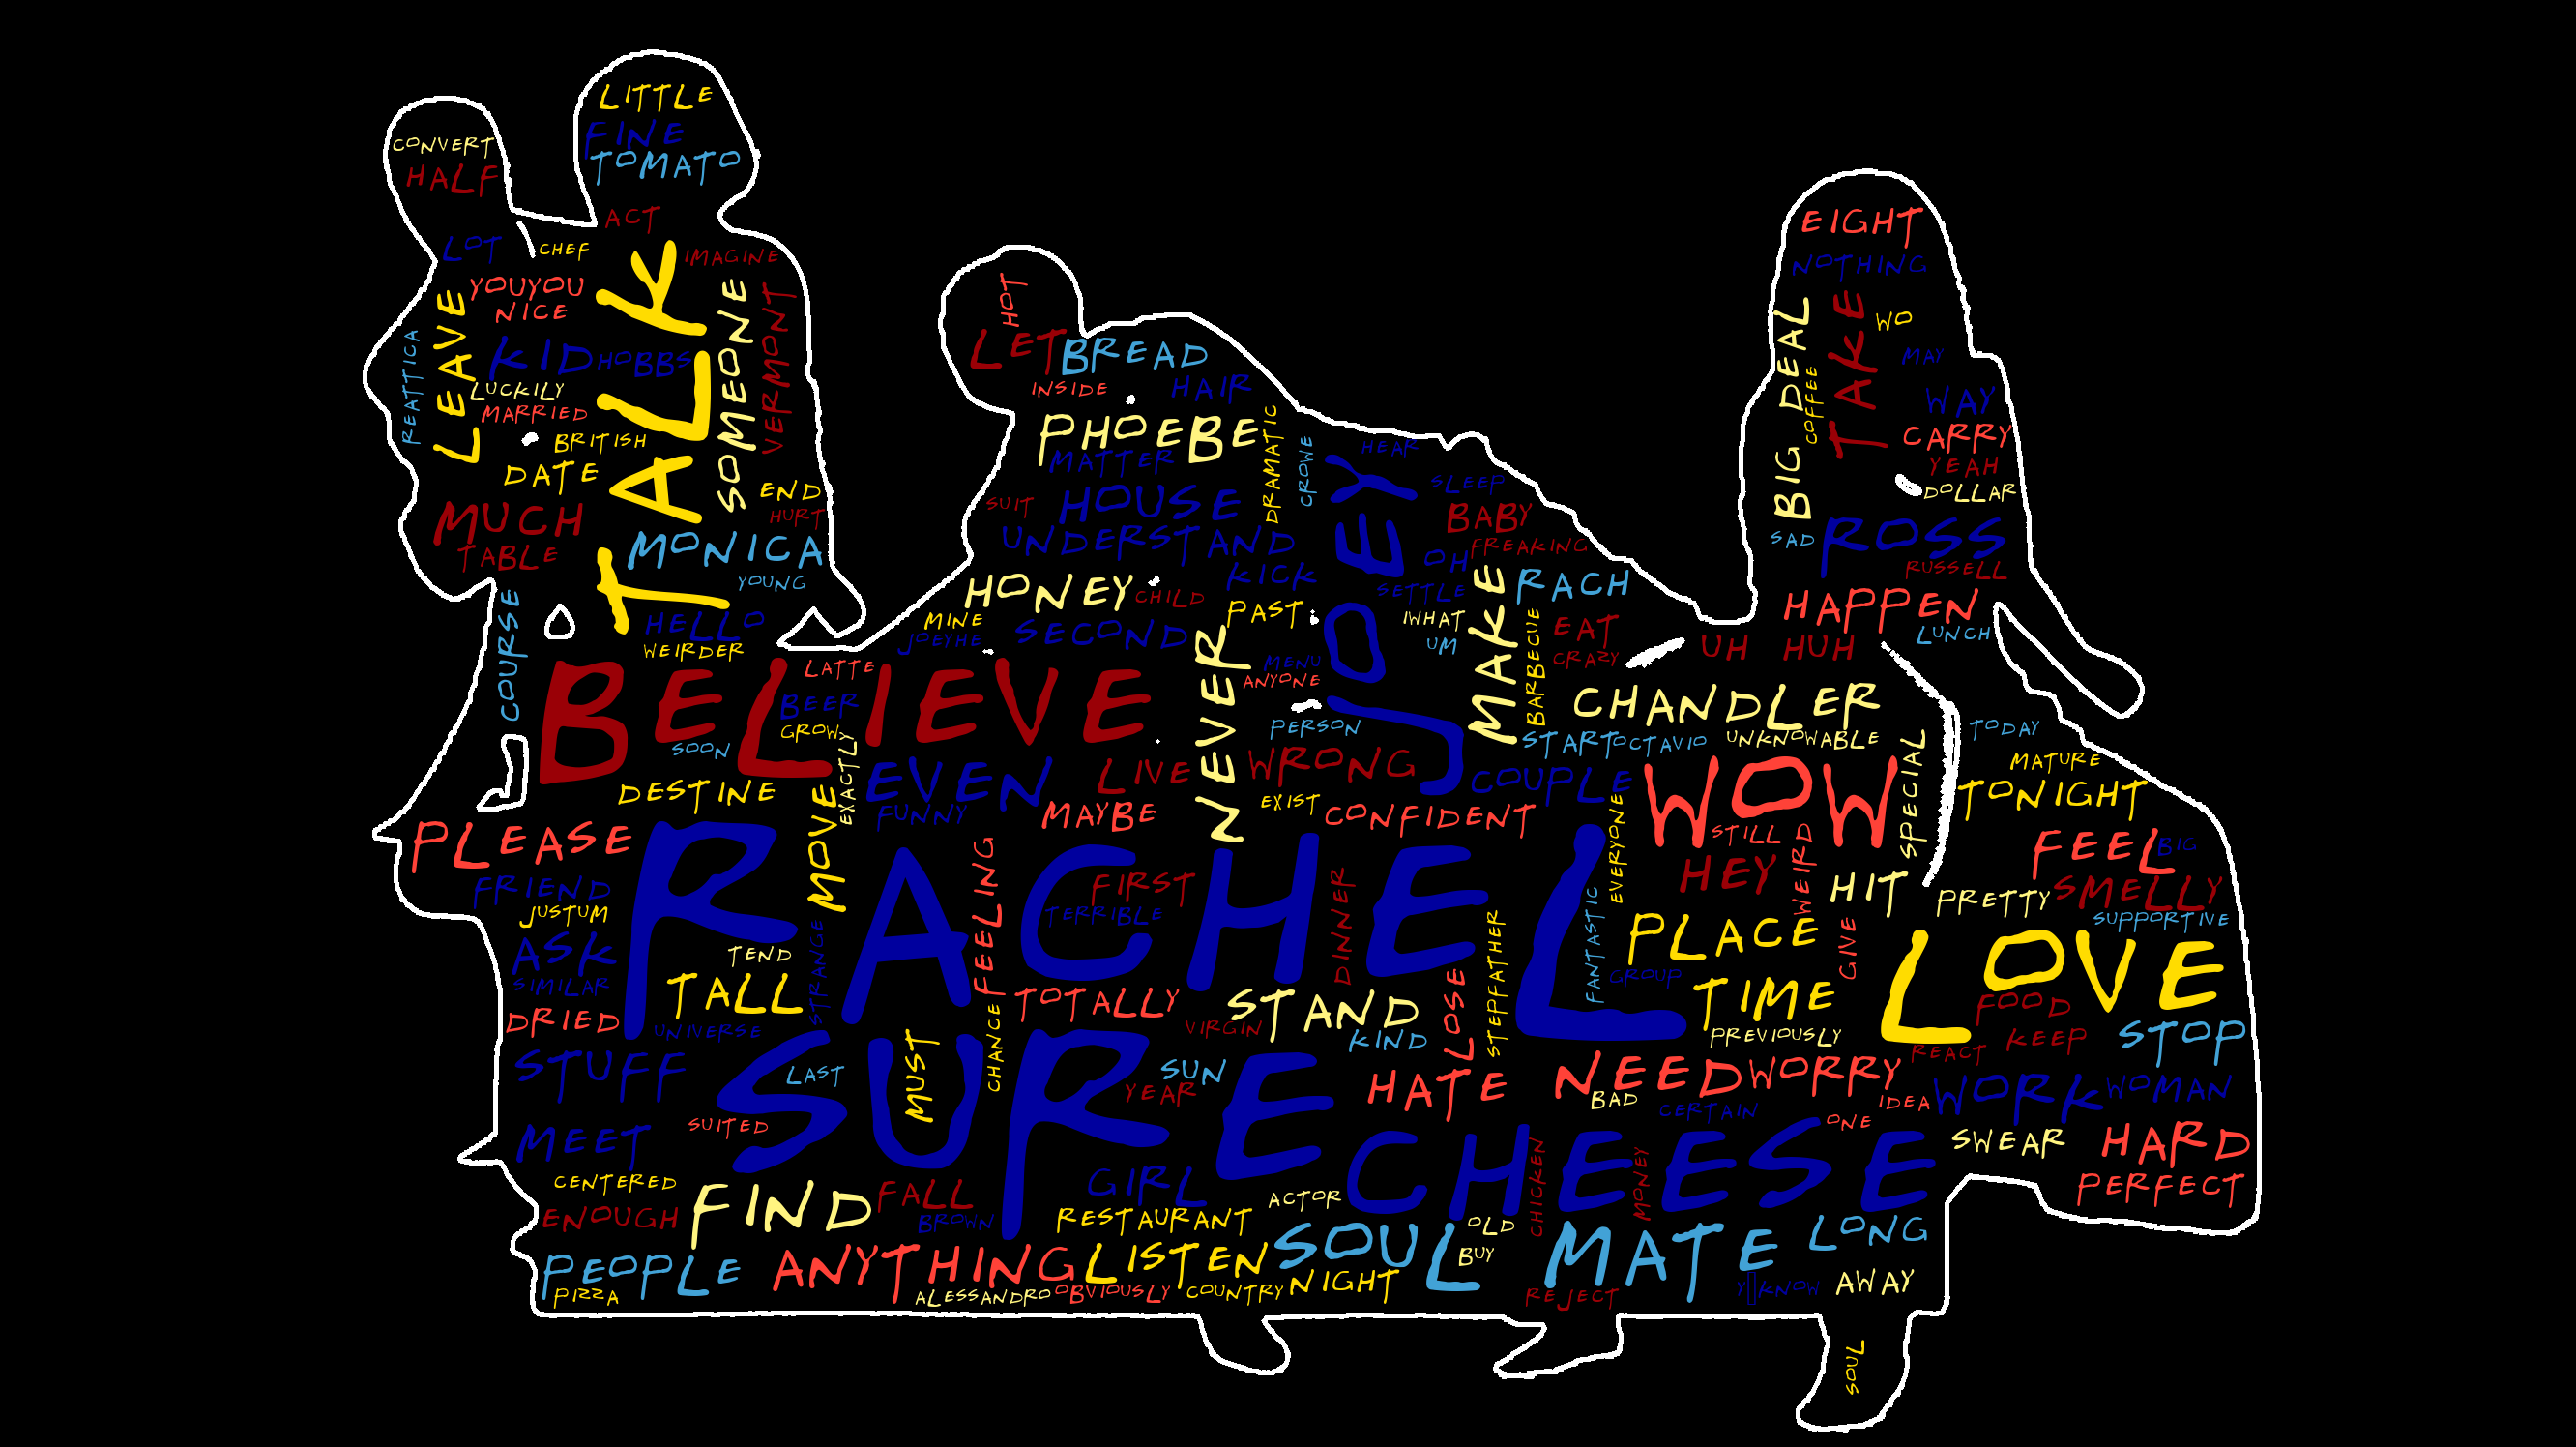 LITTLE
FINE
TOMATO
CONVERT
HALF
ACT
LOT
CHEF
IMAGINE
YOUYOU
NICE
LEAVE
TALK
SOMEONE
VERMONT
KID
HOBBS
REATTICA
LUCKILY
MARRIED
BRITISH
DATE
END
MUCH
HURT
TABLE
MONICA
YOUNG
COURSE
HELLO
WEIRDER
HOT
LET
BREAD
INSIDE
HAIR
PHOEBE
MATTER
DRAMATIC
CROWE
HEAR
SUIT
HOUSE
JOEY
SLEEP
UNDERSTAND
BABY
FREAKING
OH
KICK
HONEY
CHILD
SETTLE
MAKE
RACH
MINE
PAST
IWHAT
JOEYHE
SECOND
UM
BARBECUE
EAT
CRAZY
NEVER
MENU
ANYONE
EIGHT
NOTHING
BIG DEAL
TAKE
WO
COFFEE
MAY
WAY
CARRY
YEAH
DOLLAR
SAD
ROSS
RUSSELL
HAPPEN
LUNCH
UH HUH
BELIEVE
LATTE
BEER
GROW
SOON
EXACTLY
PERSON
CHANDLER
START
OCTAVIO
UNKNOWABLE
TODAY
SPECIAL
MATURE
DESTINE
MOVE
EVEN
LIVE
WRONG
COUPLE
WOW
TONIGHT
FUNNY
MAYBE
EXIST
CONFIDENT
EVERYONE
STILL
PLEASE
FEEL
BIG
FRIEND
RACHEL
FEELING
FIRST
TERRIBLE
DINNER
HEY
WEIRD
HIT
PRETTY
SMELLY
SUPPORTIVE
JUSTUM
ASK
STRANGE
TEND
STEPFATHER
FANTASTIC
PLACE
GIVE
LOVE
SIMILAR
TALL
GROUP
DRIED
UNIVERSE
TOTALLY
VIRGIN
STAND
LOSE
TIME
FOOD
KIND
PREVIOUSLY
REACT
KEEP
STOP
STUFF
LAST
SURE
MUST
CHANCE
SUN
YEAR
HATE
NEED
WORRY
BAD
CERTAIN
IDEA
WORK
WOMAN
MEET
SUITED
ONE
SWEAR
HARD
CHEESE
CHICKEN
MONEY
CENTERED
FIND
FALL
GIRL
ACTOR
PERFECT
ENOUGH
BROWN
RESTAURANT
OLD
LONG
PEOPLE
ANYTHING
LISTEN
SOUL MATE
BUY
PIZZA
ALESSANDRO
OBVIOUSLY
COUNTRY
NIGHT
REJECT
Y▯KNOW
AWAY
SOUL